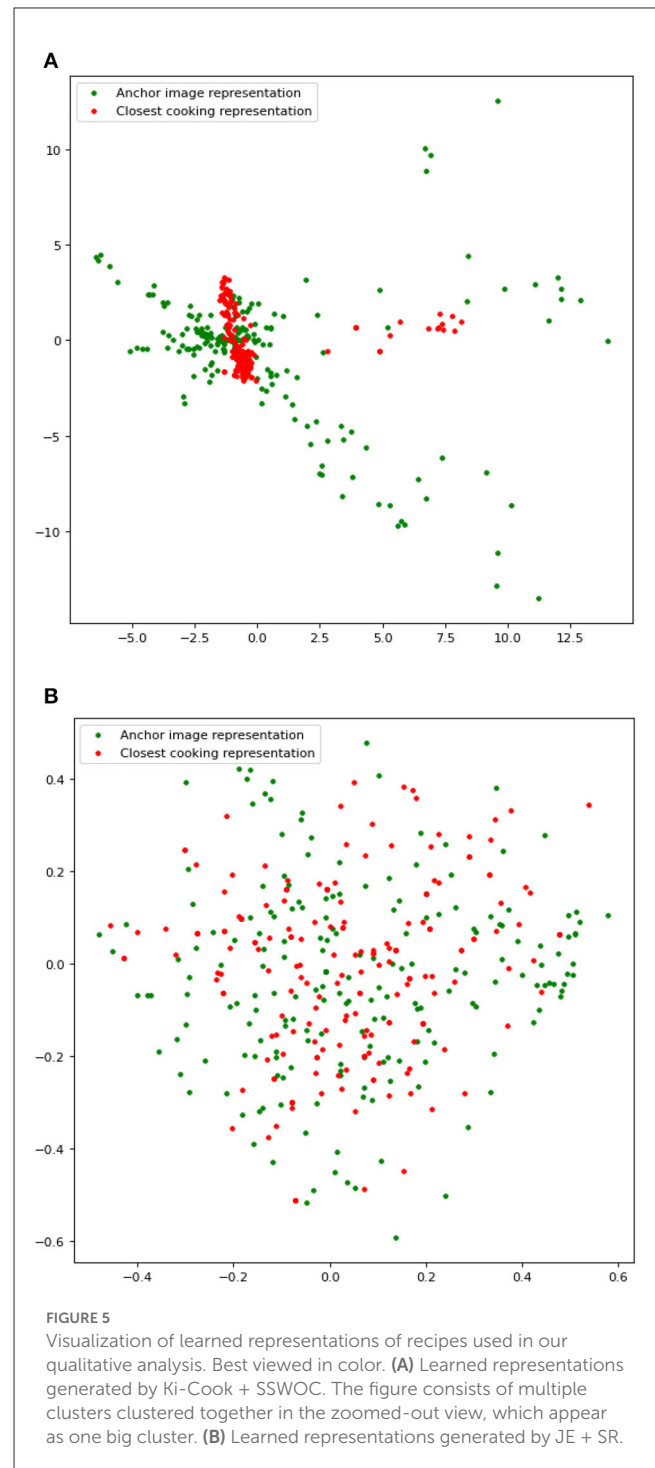 A
Anchor image representation
Closest cooking representation
10
5
0
−5
−10
−5.0 −2.5 0.0 2.5 5.0 7.5 10.0 12.5
B
Anchor image representation
Closest cooking representation
0.4
0.2
0.0
−0.2
−0.4
−0.6
−0.4 −0.2 0.0 0.2 0.4 0.6
FIGURE 5
Visualization of learned representations of recipes used in our
qualitative analysis. Best viewed in color. (A) Learned representations
generated by Ki-Cook + SSWOC. The figure consists of multiple
clusters clustered together in the zoomed-out view, which appear
as one big cluster. (B) Learned representations generated by JE + SR.